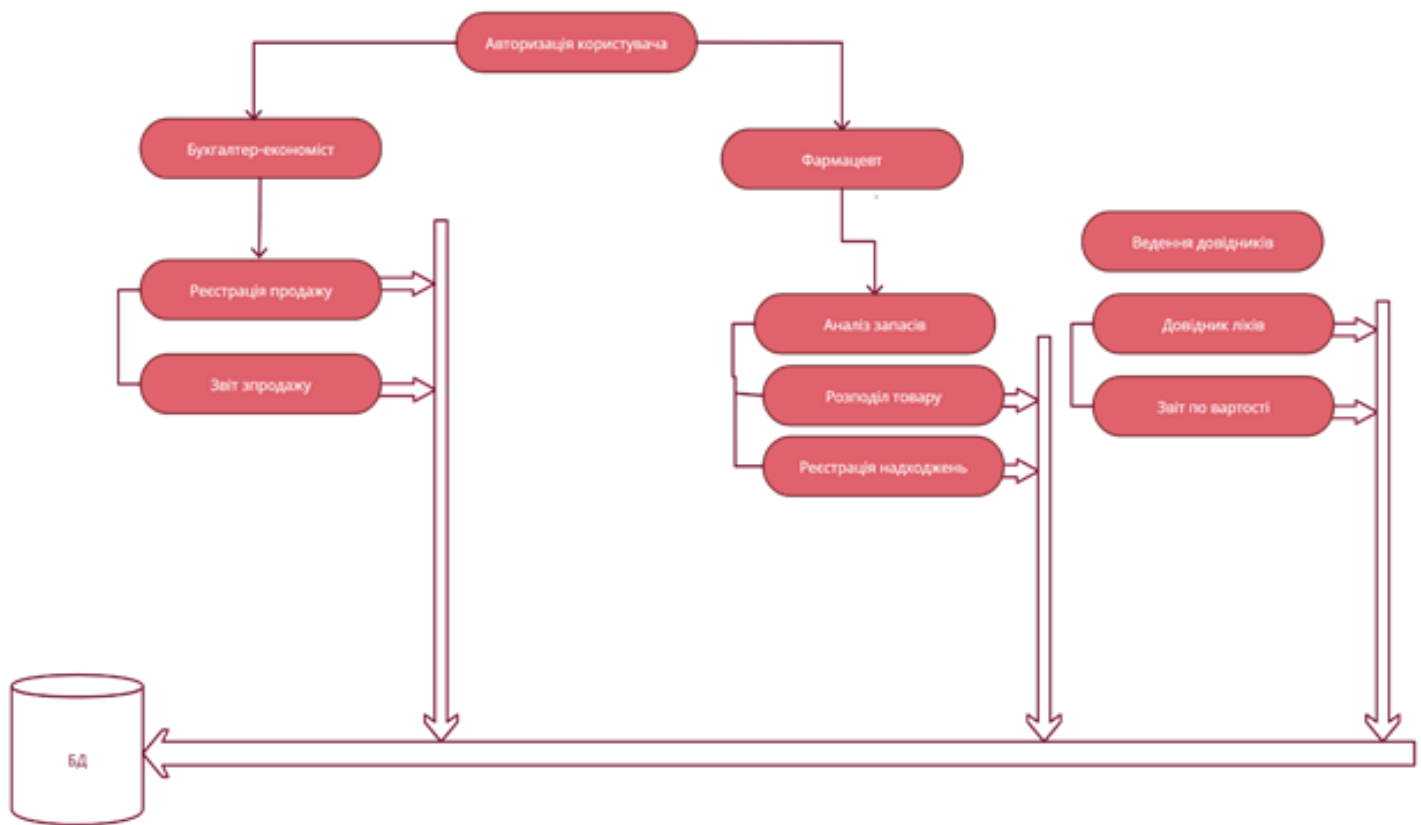 Авторизація користувача
Бухгалтер-економіст
Фармацевт
Ведення довідників
Реєстрація продажу
Аналіз запасів
Довідник ліків
Звіт зпродажу
Розподіл товару
Звіт по вартості
Реєстрація надходжень
БД